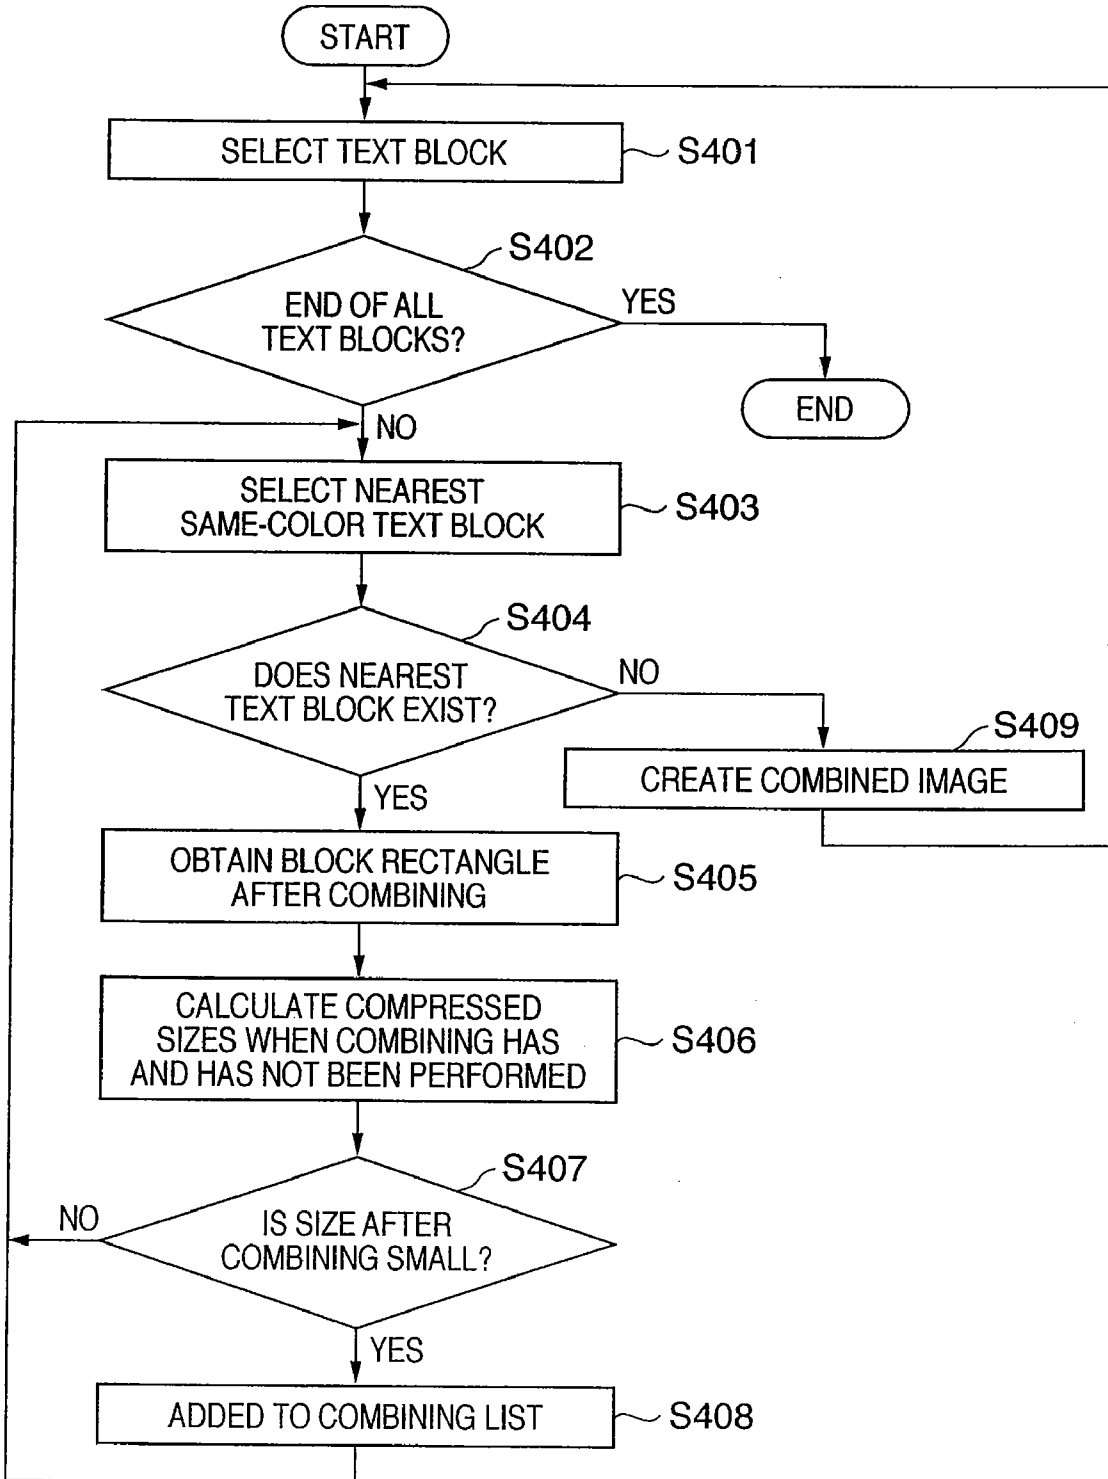 START
SELECT TEXT BLOCK
S401
S402
END OF ALL
TEXT BLOCKS?
YES
END
NO
SELECT NEAREST
SAME-COLOR TEXT BLOCK
S403
S404
DOES NEAREST
TEXT BLOCK EXIST?
NO
S409
CREATE COMBINED IMAGE
YES
OBTAIN BLOCK RECTANGLE
AFTER COMBINING
S405
CALCULATE COMPRESSED
SIZES WHEN COMBINING HAS
AND HAS NOT BEEN PERFORMED
S406
S407
NO
IS SIZE AFTER
COMBINING SMALL?
YES
ADDED TO COMBINING LIST
S408